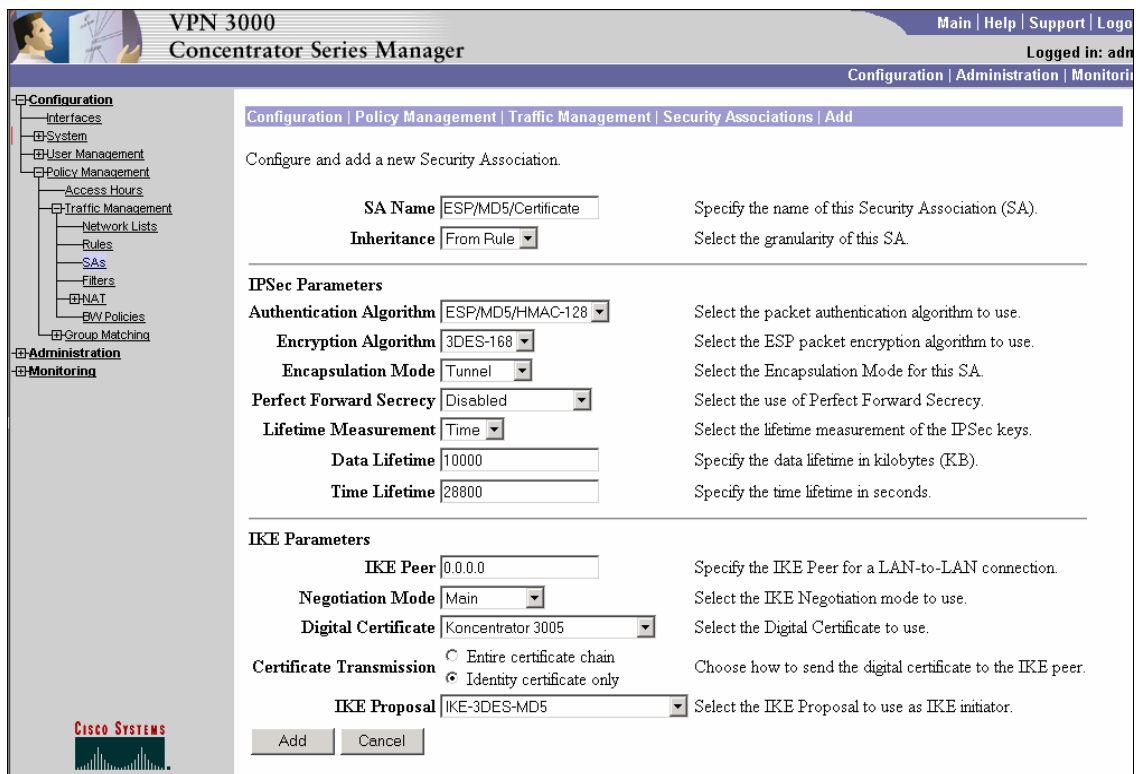 VPN 3000
Concentrator Series Manager
Main | Help | Support | Logo
Logged in: adn
Configuration | Administration | Monitorin
Configuration
Interfaces
System
User Management
Policy Management
Access Hours
Traffic Management
Network Lists
Rules
SAs
Filters
NAT
BW Policies
Group Matching
Administration
Monitoring
CISCO SYSTEMS
Configuration | Policy Management | Traffic Management | Security Associations | Add
Configure and add a new Security Association.
SA Name ESP/MD5/Certificate Specify the name of this Security Association (SA).
Inheritance From Rule Select the granularity of this SA.
IPSec Parameters
Authentication Algorithm ESP/MD5/HMAC-128 Select the packet authentication algorithm to use.
Encryption Algorithm 3DES-168 Select the ESP packet encryption algorithm to use.
Encapsulation Mode Tunnel Select the Encapsulation Mode for this SA.
Perfect Forward Secrecy Disabled Select the use of Perfect Forward Secrecy.
Lifetime Measurement Time Select the lifetime measurement of the IPSec keys.
Data Lifetime 10000 Specify the data lifetime in kilobytes (KB).
Time Lifetime 28800 Specify the time lifetime in seconds.
IKE Parameters
IKE Peer 0.0.0.0 Specify the IKE Peer for a LAN-to-LAN connection.
Negotiation Mode Main Select the IKE Negotiation mode to use.
Digital Certificate Koncentrator 3005 Select the Digital Certificate to use.
Certificate Transmission Entire certificate chain
Identity certificate only Choose how to send the digital certificate to the IKE peer.
IKE Proposal IKE-3DES-MD5 Select the IKE Proposal to use as IKE initiator.
Add Cancel